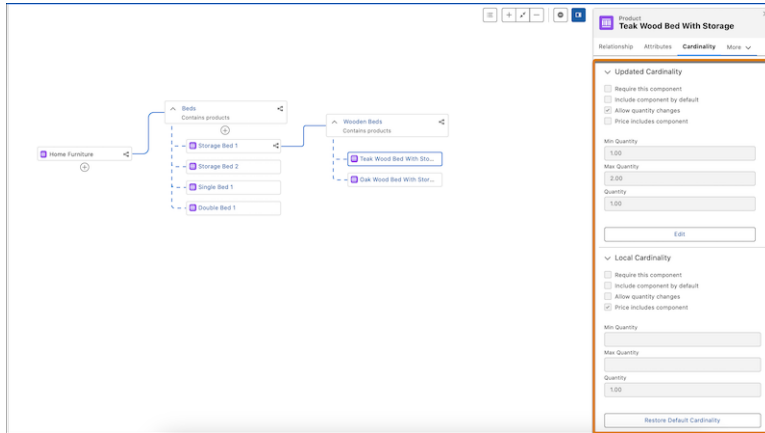 Home Furniture
Beds
Contains products
Storage Bed 1
Storage Bed 2
Single Bed 1
Double Bed 1
Wooden Beds
Contains products
Teak Wood Bed With Sto...
Oak Wood Bed With Stor...
Product
Teak Wood Bed With Storage
Relationship Attributes Cardinality More
Updated Cardinality
Require this component
Include component by default
Allow quantity changes
Price includes component
Min Quantity
1.00
Max Quantity
2.00
Quantity
1.00
Edit
Local Cardinality
Require this component
Include component by default
Allow quantity changes
Price includes component
Min Quantity
Max Quantity
Quantity
1.00
Restore Default Cardinality